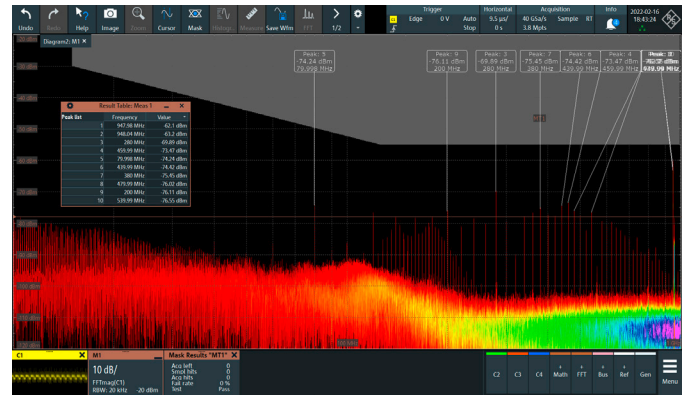 Trigger
Horizontal
Acquisition
Info
2022-02-16
18:43:24
Edge 0 V Auto
Stop
9.5 µs/
0 s
40 GSa/s Sample RT
3.8 Mpts
Undo
Redo
Help
Image
Zoom
Cursor
Mask
Histogr.
Measure
Save Wfm
FFT
1/2
Diagram2: M1 X
Peak: 5
-74.24 dBm
79.998 MHz
Peak: 9
-76.11 dBm
200 MHz
Peak: 3
-69.89 dBm
280 MHz
Peak: 7
-75.45 dBm
380 MHz
Peak: 6
-74.42 dBm
439.99 MHz
Peak: 4
-73.47 dBm
459.99 MHz
Result Table: Meas 1
Peak list Frequency Value
1 947.98 MHz -62.1 dBm
2 948.04 MHz -63.2 dBm
3 280 MHz -69.89 dBm
4 459.99 MHz -73.47 dBm
5 79.998 MHz -74.24 dBm
6 439.99 MHz -74.42 dBm
7 380 MHz -75.45 dBm
8 479.99 MHz -76.02 dBm
9 200 MHz -76.11 dBm
10 539.99 MHz -76.55 dBm
MT1
C1 X
M1
10 dB/
FFTmag(C1)
RBW: 20 kHz -20 dBm
Mask Results "MT1" X
Acq left 0
Smpl hits 0
Acq hits 0
Fail rate 0 %
Test Pass
C2
C3
C4
+ Math
+ FFT
+ Bus
+ Ref
Gen
Menu